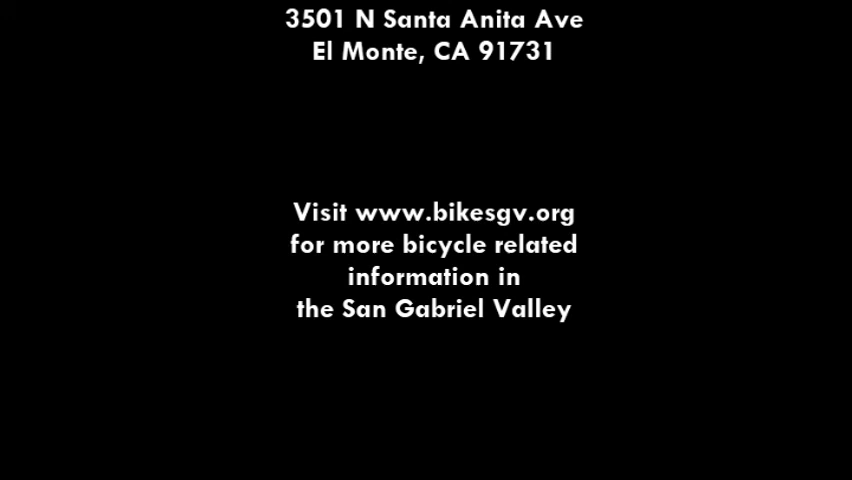 3501 N Santa Anita Ave
El Monte, CA 91731
Visit www.bikesgv.org
for more bicycle related
information in
the San Gabriel Valley